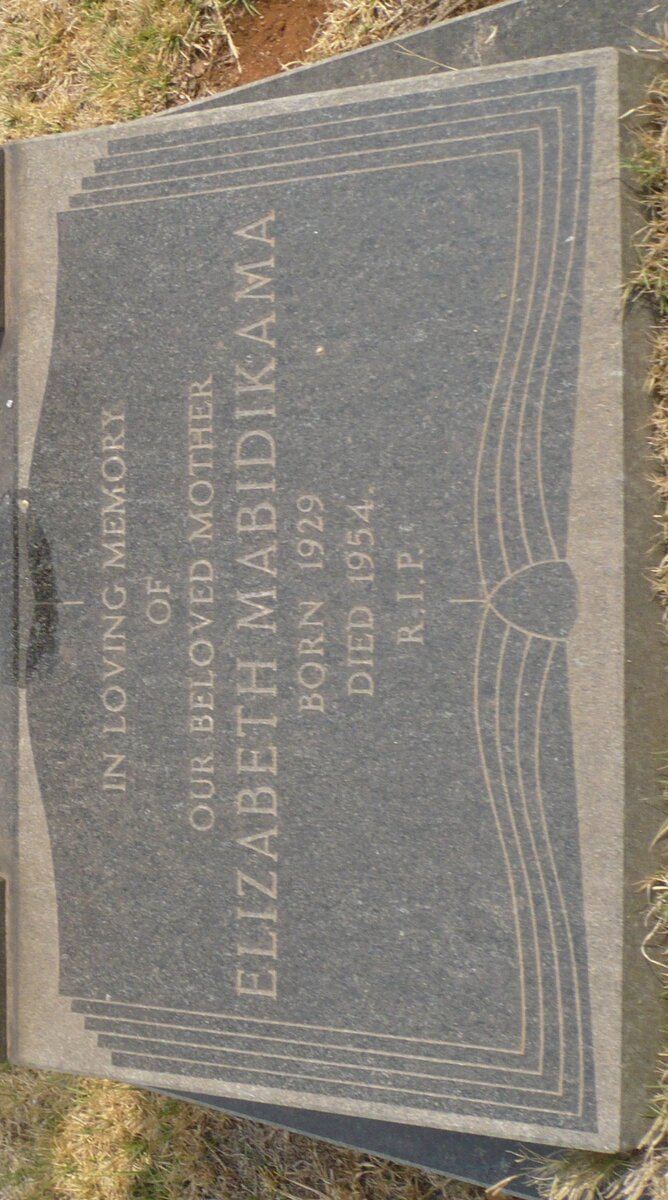 IN LOVING MEMORY
OF
OUR BELOVED MOTHER
ELIZABETH MABIDIKAMA
BORN 1929
DIED 1954.
R.I.P.